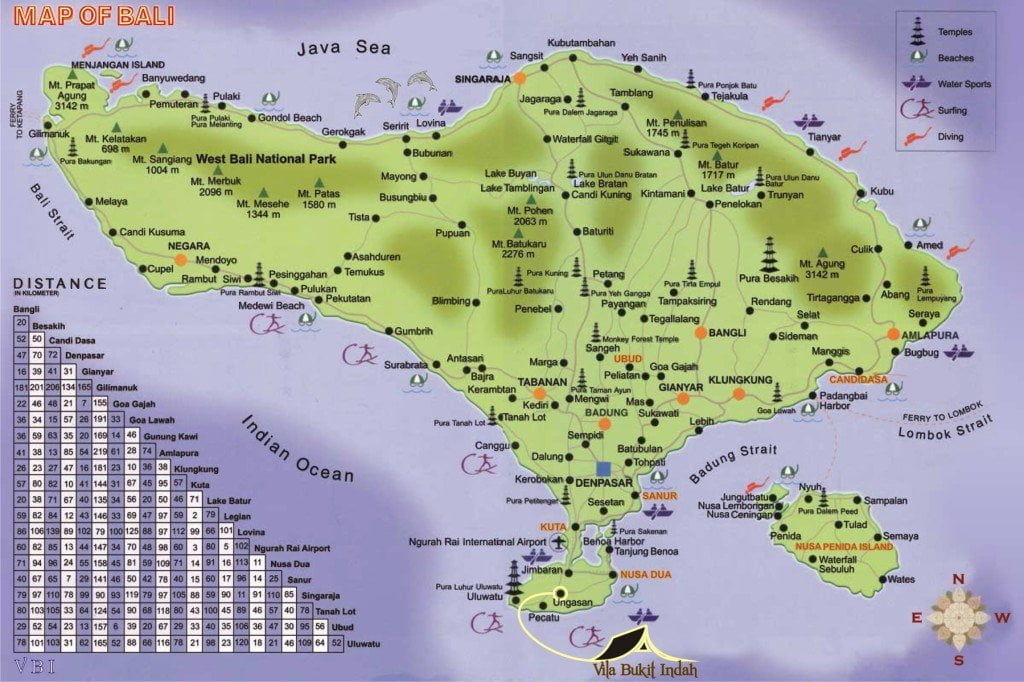 MAP OF BALI
Java Sea
Temples
Beaches
Water Sports
Surfing
Diving
MENJANGAN ISLAND
Mt. Prapat
Agung
3142 m
FERRY
TO KETAPANG
Gilimanuk
Banyuwedang
Pemuteran
Pulaki
Pura Pulaki
Pura Melanting
Gondol Beach
Gerokgak
Seririt
Lovina
Bubunan
SINGARAJA
Sangsit
Kubutambahan
Yeh Sanih
Jagaraga
Pura Dalem Jagaraga
Tamblang
Pura Ponjok Batu
Tejakula
Tianyar
Mt. Penulisan
1745 m
Pura Tegeh Koripan
Sukawana
Mt. Batur
1717 m
Pura Ulun Danu
Batur
Lake Batur
Trunyan
Kintamani
Penelokan
Kubu
Mt. Kelatakan
698 m
Pura Bakungan
Mt. Sangiang
1004 m
West Bali National Park
Mt. Merbuk
2096 m
Mt. Mesehe
1344 m
Mt. Patas
1580 m
Mayong
Busungbiu
Tista
Pupuan
Waterfall Gitgit
Lake Buyan
Lake Tamblingan
Pura Ulun Danu Bratan
Lake Bratan
Candi Kuning
Mt. Pohen
2063 m
Mt.Batukaru
2276 m
Baturiti
Bali Strait
Melaya
Candi Kusuma
NEGARA
Mendoyo
Cupel
Rambut
Siwi
Pura Rambut Siwi
Pesinggahan
Pulukan
Medewi Beach
Pekutatan
Asahduren
Temukus
Blimbing
Pura Kuning
PuraLuhur Batukaru
Penebel
Petang
Pura Yeh Gangga
Payangan
Pura Tirta Empul
Tampaksiring
Tegallalang
Pura Besakih
Mt. Agung
3142 m
Culik
Amed
Pura
Lempuyang
Abang
Tirtagangga
Seraya
Rendang
Selat
Sideman
AMLAPURA
Bugbug
Manggis
CANDIDASA
Padangbai
Harbor
BANGLI
Gumbrih
Surabrata
Antasari
Bajra
Kerambtan
Marga
Sangeh
Monkey Forest Temple
UBUD
Goa Gajah
Peliatan
TABANAN
Pura Taman Ayun
Mengwi
Kediri
Mas
GIANYAR
KLUNGKUNG
Goa Lawah
BADUNG
Sukawati
Lebih
Pura Tanah Lot
Tanah Lot
Canggu
Sempidi
Dalung
Batubulan
Tohpati
Kerobokan
DENPASAR
SANUR
Sesetan
Pura Petitenget
KUTA
Pura Sakenan
Benoa Harbor
Tanjung Benoa
Ngurah Rai International Airport
Jimbaran
NUSA DUA
Pura Luhur Uluwatu
Uluwatu
Ungasan
Pecatu
Indian Ocean
Badung Strait
FERRY TO LOMBOK
Lombok Strait
Jungutbatu
Nusa Lembongan
Nusa Ceningan
Nyuh
Pura Dalem Peed
Sampalan
Tulad
Penida
Semaya
NUSA PENIDA ISLAND
Waterfall
Sebuluh
Wates
N
E
W
S
Vila Bukit Indah
DISTANCE
(IN KILOMETER)
Bangli
20 Besakih
52 50 Candi Dasa
47 70 72 Denpasar
16 39 41 31 Gianyar
181 201 206 134 165 Gilimanuk
22 46 48 21 7 155 Goa Gajah
36 34 15 57 26 191 33 Goa Lawah
36 59 63 35 20 169 14 46 Gunung Kawi
41 38 13 85 54 219 61 28 74 Amlapura
26 23 27 47 16 181 23 10 36 38 Klungkung
57 80 82 10 41 144 31 67 45 95 57 Kuta
20 38 71 67 40 135 34 56 20 50 46 71 Lake Batur
59 82 84 12 43 146 33 69 47 97 59 2 79 Legian
86 106 139 89 102 79 100 125 88 97 112 99 66 101 Lovina
60 82 85 13 44 147 34 70 48 98 60 3 80 5 102 Ngurah Rai Airport
71 94 96 24 55 158 45 81 59 109 71 14 91 16 113 11 Nusa Dua
40 67 65 7 29 141 46 50 42 78 40 15 60 17 96 14 25 Sanur
79 97 110 78 99 90 93 119 79 97 105 88 59 90 11 91 110 85 Singaraja
80 103 105 33 64 124 54 90 68 118 80 43 100 45 89 46 57 40 78 Tanah Lot
29 52 54 23 13 157 6 39 20 67 29 33 40 35 106 36 47 30 95 56 Ubud
78 101 103 31 62 165 52 88 66 116 78 21 98 23 120 18 21 46 109 64 52 Uluwatu
VBI